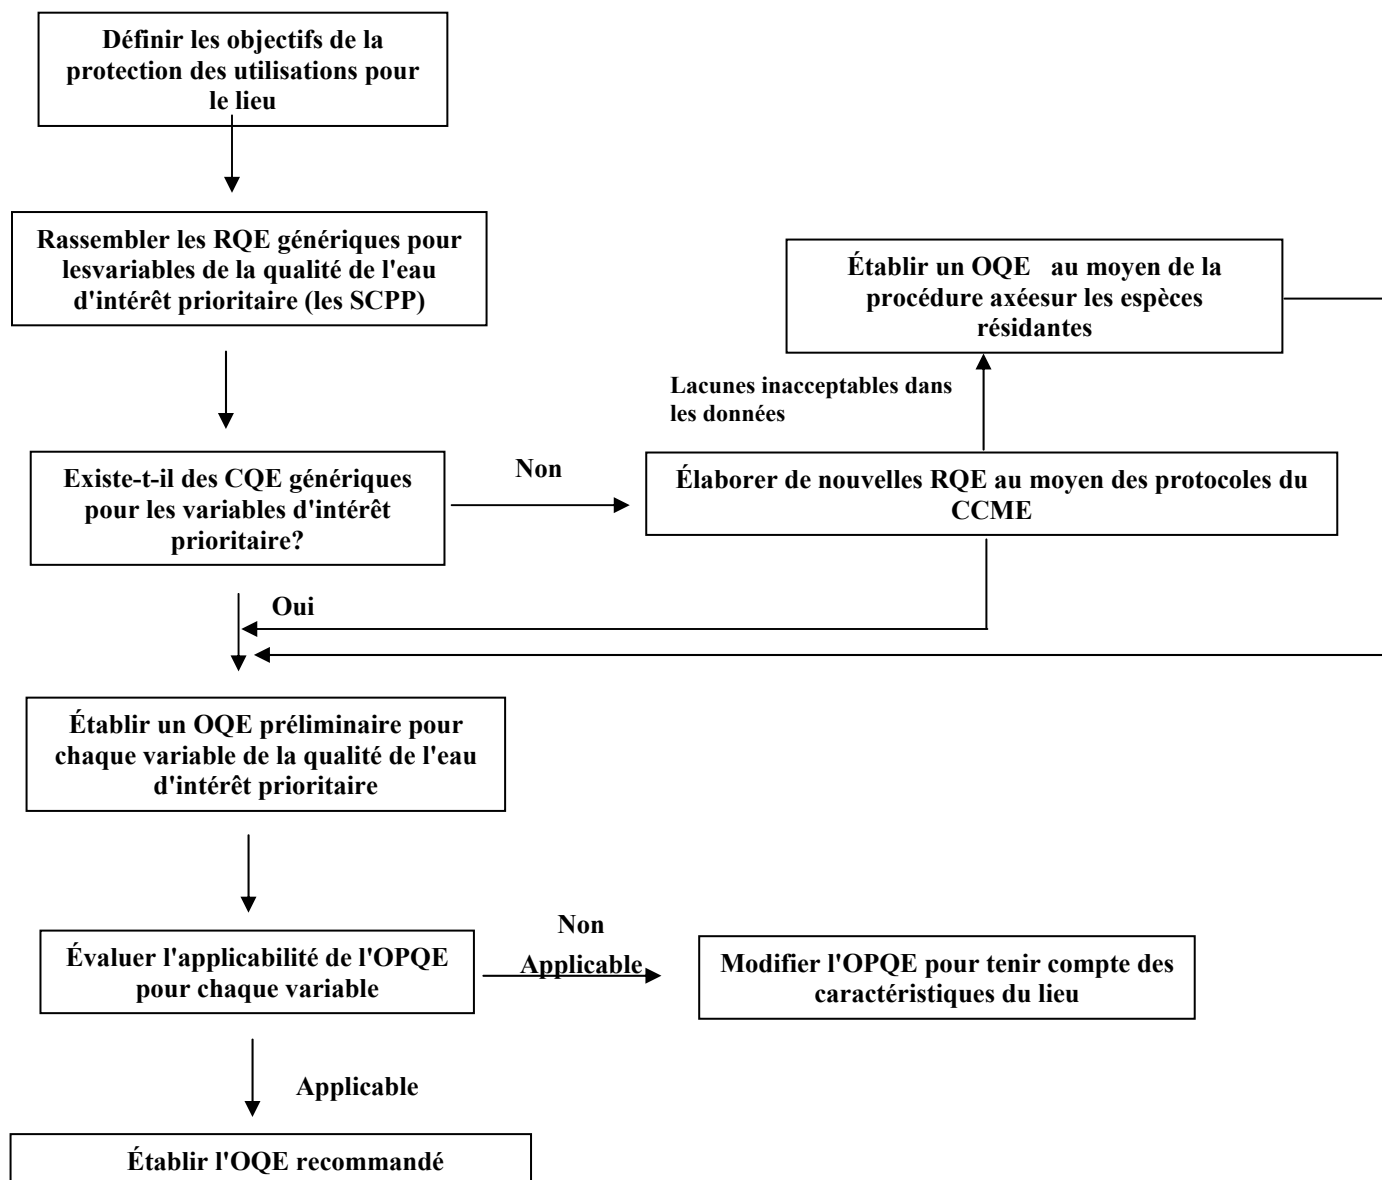 Définir les objectifs de la
protection des utilisations pour
le lieu
Rassembler les RQE génériques pour
lesvariables de la qualité de l'eau
d'intérêt prioritaire (les SCPP)
Établir un OQE au moyen de la
procédure axéesur les espèces
résidantes
Lacunes inacceptables dans
les données
Existe-t-il des CQE génériques
pour les variables d'intérêt
prioritaire?
Non
Élaborer de nouvelles RQE au moyen des protocoles du
CCME
Oui
Établir un OQE préliminaire pour
chaque variable de la qualité de l'eau
d'intérêt prioritaire
Évaluer l'applicabilité de l'OPQE
pour chaque variable
Non
Applicable
Modifier l'OPQE pour tenir compte des
caractéristiques du lieu
Applicable
Établir l'OQE recommandé